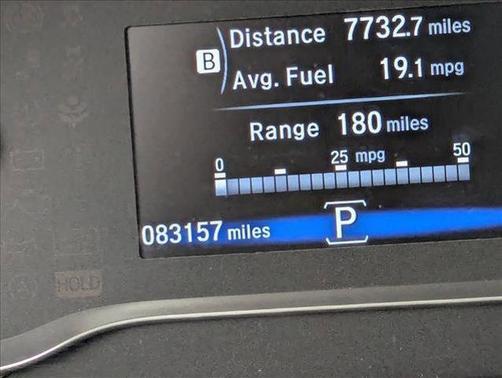 Distance 7732.7 miles
B
Avg. Fuel 19.1 mpg
Range 180 miles
0 25 mpg 50
083157 miles P
HOLD